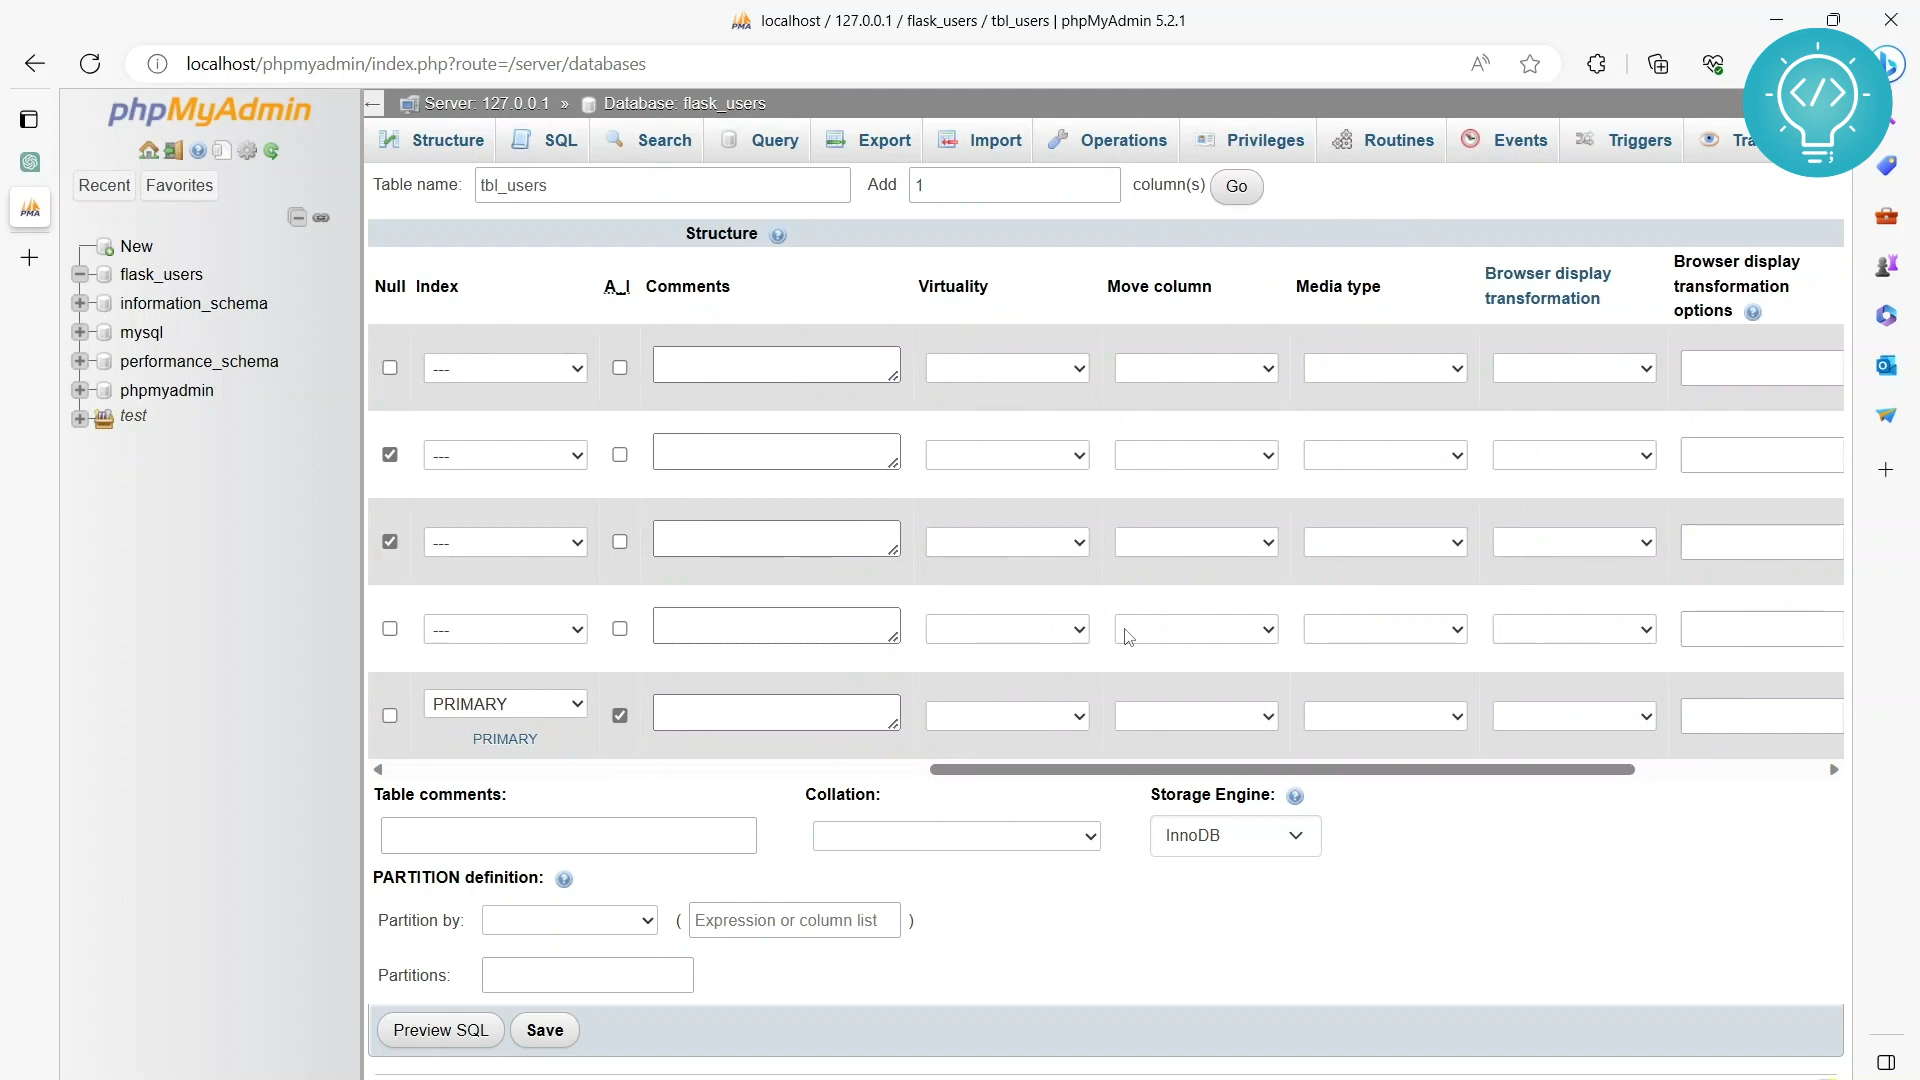 localhost / 127.0.0.1 / flask_users / tbl_users | phpMyAdmin 5.2.1
localhost/phpmyadmin/index.php?route=/server/databases
phpMyAdmin
Recent
Favorites
New
flask_users
information_schema
mysql
performance_schema
phpmyadmin
test
Server: 127.0.0.1 » Database: flask_users
Structure SQL Search Query Export Import Operations Privileges Routines Events Triggers
Table name: tbl_users Add 1 column(s) Go
Structure
Null Index A_I Comments Virtuality Move column Media type Browser display transformation Browser display transformation options
---
---
---
---
PRIMARY
PRIMARY
Table comments: Collation: Storage Engine:
InnoDB
PARTITION definition:
Partition by: ( Expression or column list )
Partitions:
Preview SQL Save